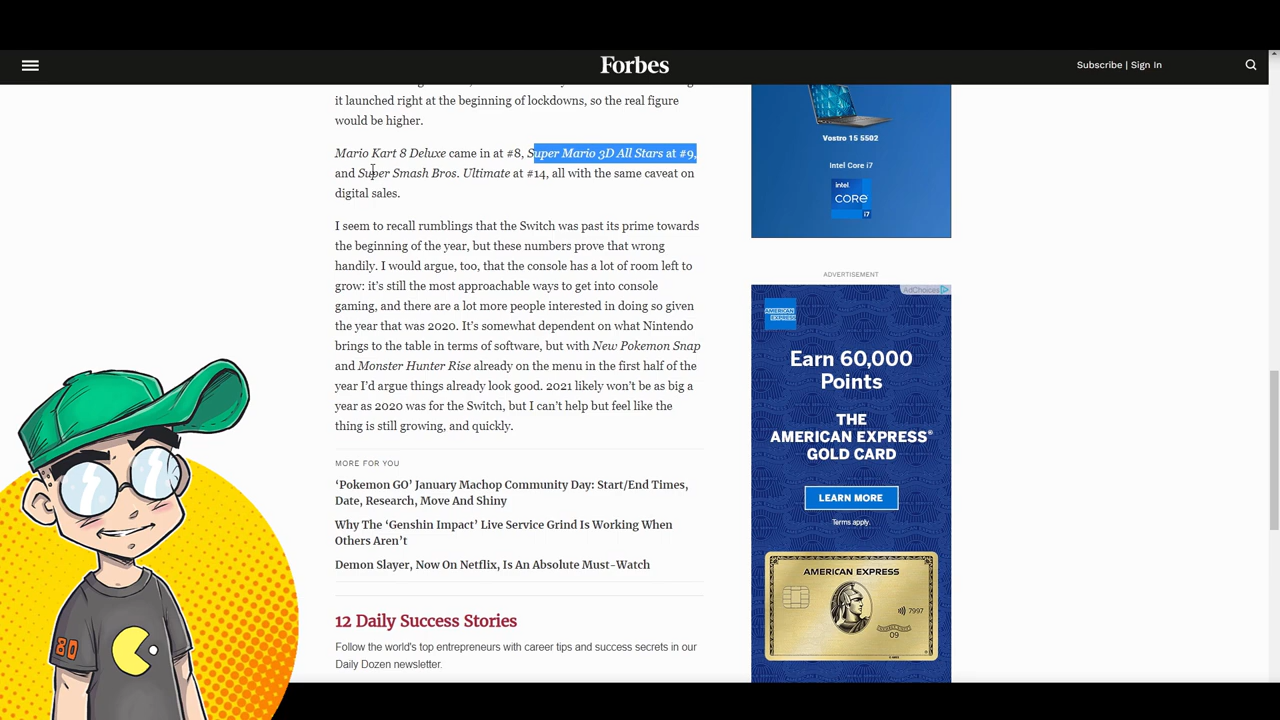 Forbes
Subscribe | Sign In
it launched right at the beginning of lockdowns, so the real figure
would be higher.
Mario Kart 8 Deluxe came in at #8, Super Mario 3D All Stars at #9,
and Super Smash Bros. Ultimate at #14, all with the same caveat on
digital sales.
I seem to recall rumblings that the Switch was past its prime towards
the beginning of the year, but these numbers prove that wrong
handily. I would argue, too, that the console has a lot of room left to
grow: it's still the most approachable ways to get into console
gaming, and there are a lot more people interested in doing so given
the year that was 2020. It's somewhat dependent on what Nintendo
brings to the table in terms of software, but with New Pokemon Snap
and Monster Hunter Rise already on the menu in the first half of the
year I'd argue things already look good. 2021 likely won't be as big a
year as 2020 was for the Switch, but I can't help but feel like the
thing is still growing, and quickly.
MORE FOR YOU
'Pokemon GO' January Machop Community Day: Start/End Times,
Date, Research, Move And Shiny
Why The 'Genshin Impact' Live Service Grind Is Working When
Others Aren't
Demon Slayer, Now On Netflix, Is An Absolute Must-Watch
12 Daily Success Stories
Follow the world's top entrepreneurs with career tips and success secrets in our
Daily Dozen newsletter.
Vostro 15 5502
Intel Core i7
intel
CORE
i7
ADVERTISEMENT
AdChoices
AMERICAN
EXPRESS
Earn 60,000
Points
THE
AMERICAN EXPRESS®
GOLD CARD
LEARN MORE
Terms apply.
AMERICAN EXPRESS
7997
09
80